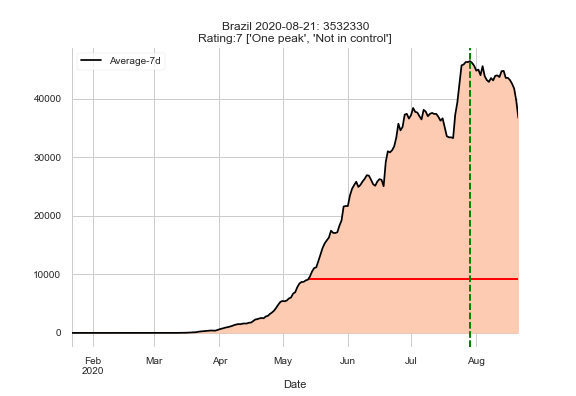 Brazil 2020-08-21: 3532330
Rating:7 ['One peak', 'Not in control']
Average-7d
40000
30000
20000
10000
0
Feb Mar Apr May Jun Jul Aug
2020
Date